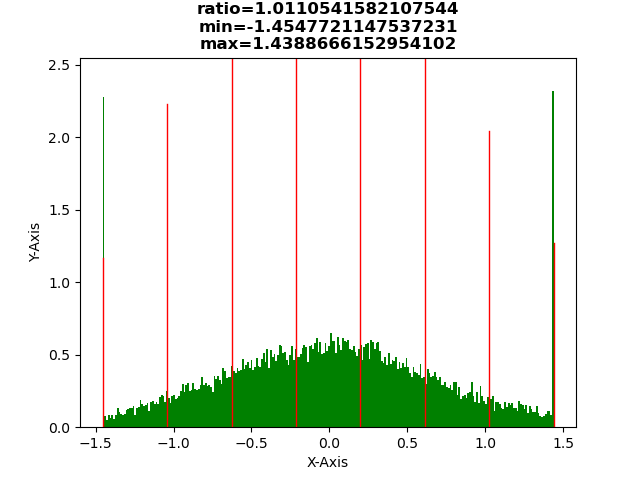 ratio=1.0110541582107544
min=-1.4547721147537231
max=1.4388666152954102
2.5
2.0
1.5
1.0
0.5
0.0
Y-Axis
−1.5 −1.0 −0.5 0.0 0.5 1.0 1.5
X-Axis